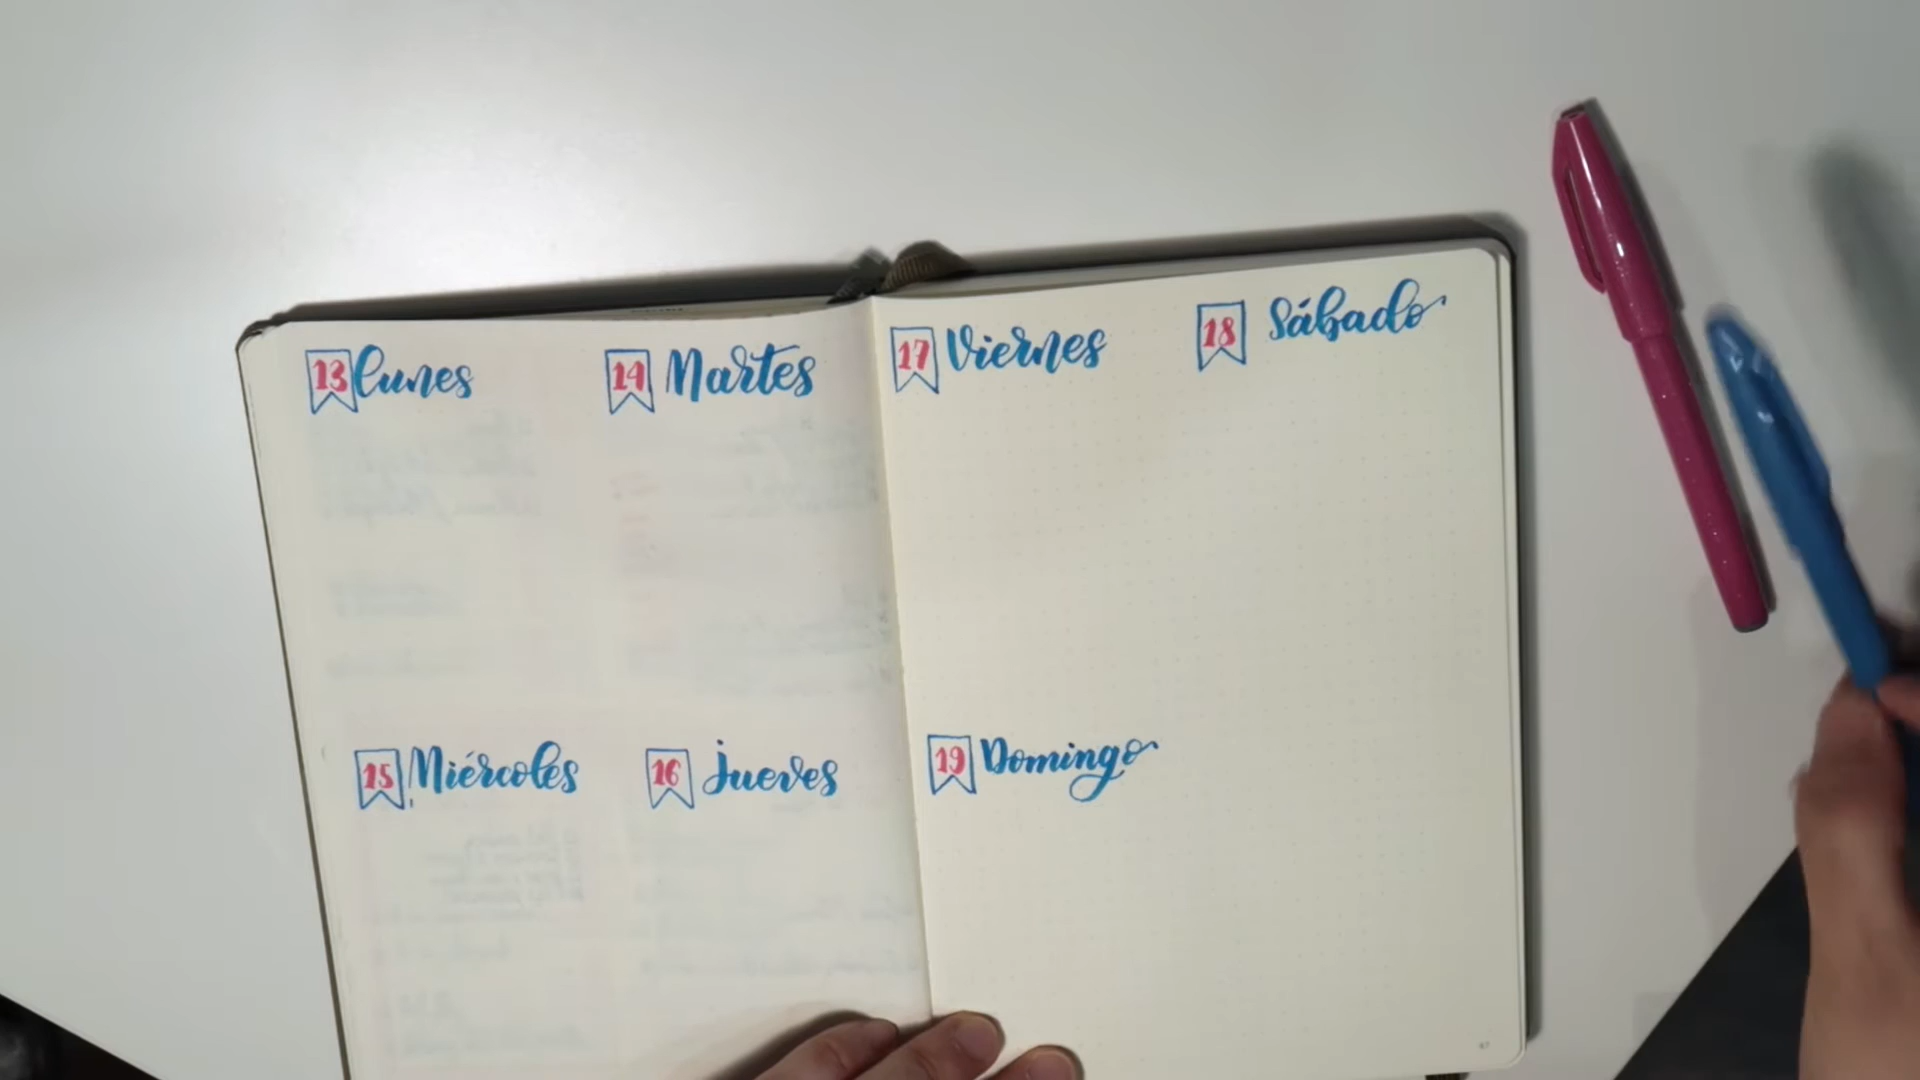 13 lunes
14 Martes
15 Miércoles
16 jueves
17 Viernes
18 Sábado
19 Domingo